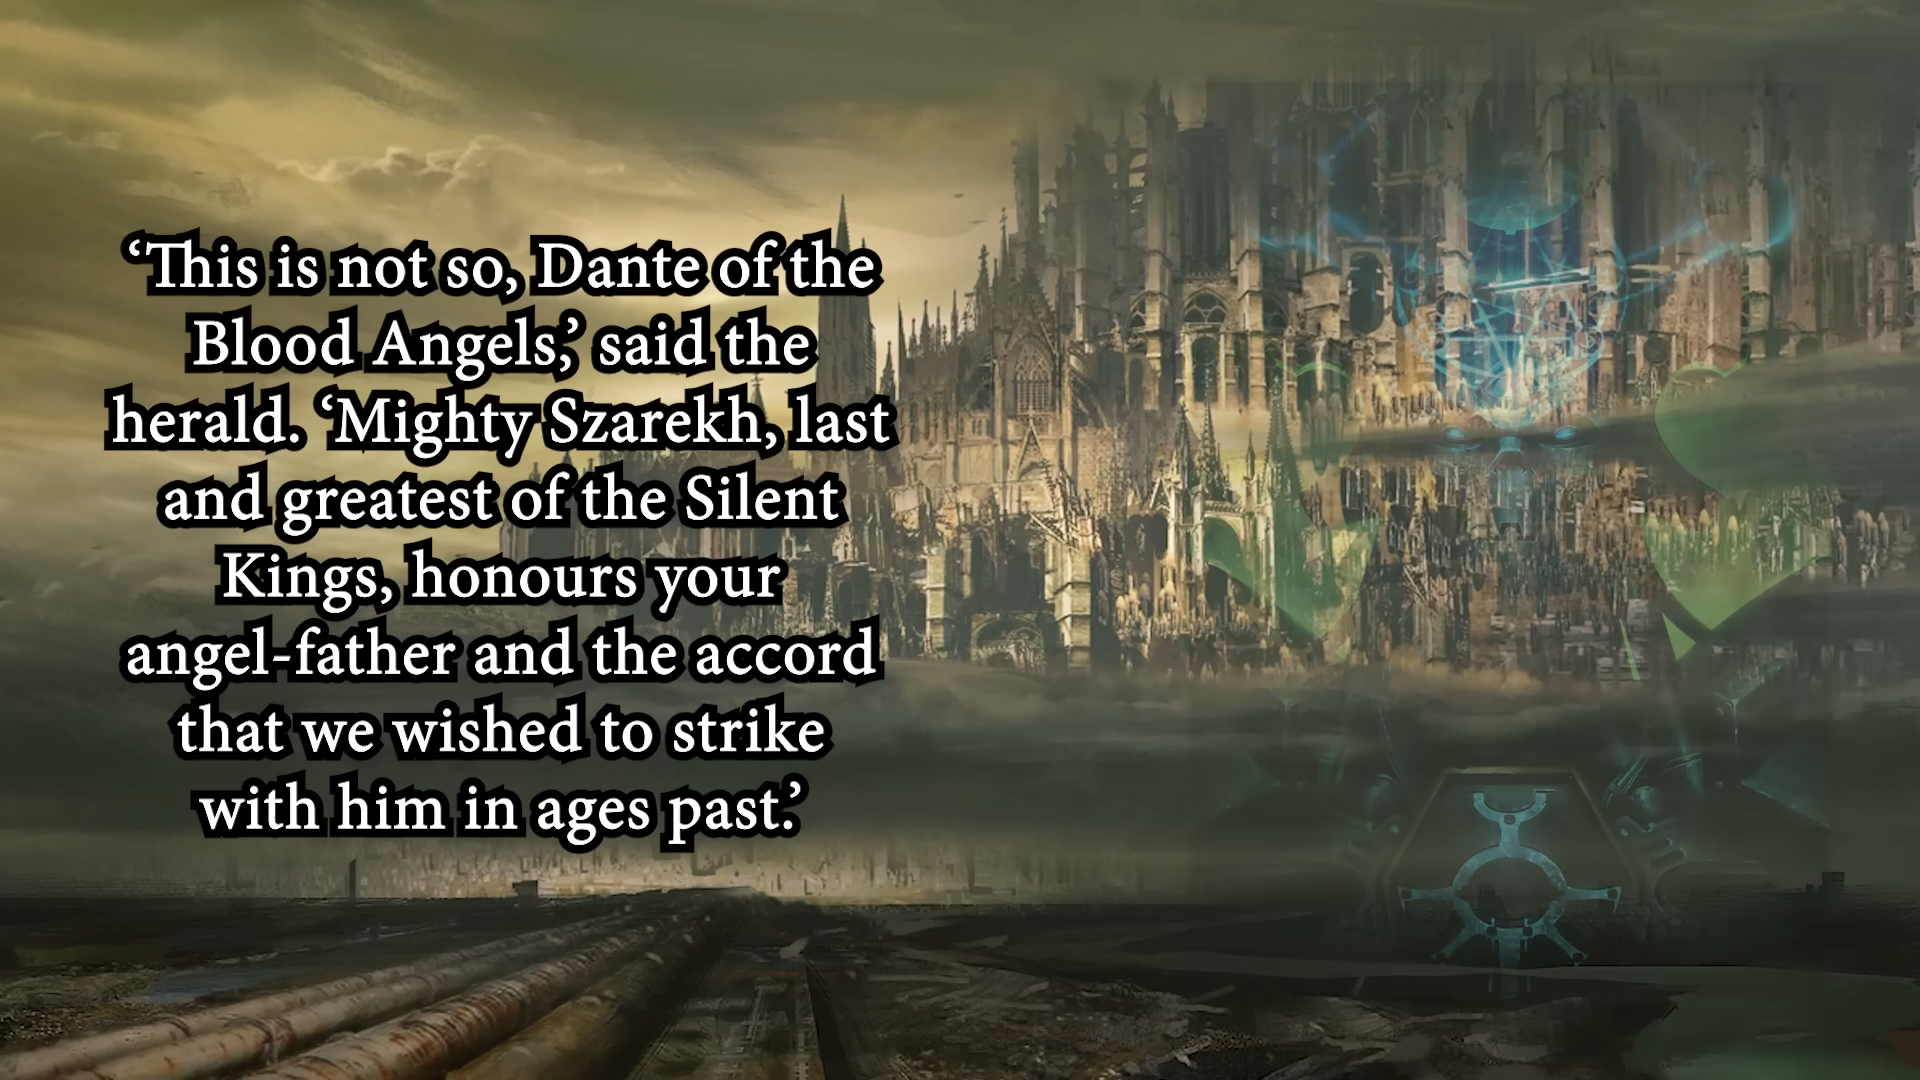 ‘This is not so, Dante of the
Blood Angels,’ said the
herald. ‘Mighty Szarekh, last
and greatest of the Silent
Kings, honours your
angel-father and the accord
that we wished to strike
with him in ages past.’